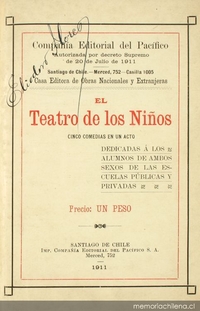 Compañía Editorial del Pacífico
Autorizada por decreto Supremo
de 20 de Julio de 1911
Santiago de Chile.—Merced, 752—Casilla 1005
Casa Editora de Obras Nacionales y Extranjeras
EL
Teatro de los Niños
CINCO COMEDIAS EN UN ACTO
DEDICADAS Á LOS
ALUMNOS DE AMBOS
SEXOS DE LAS ES-
CUELAS PÚBLICAS Y
PRIVADAS
Precio: UN PESO
SANTIAGO DE CHILE
IMP. COMPAÑÍA EDITORIAL DEL PACÍFICO S. A.
Merced, 752
1911
memoriachilena.cl